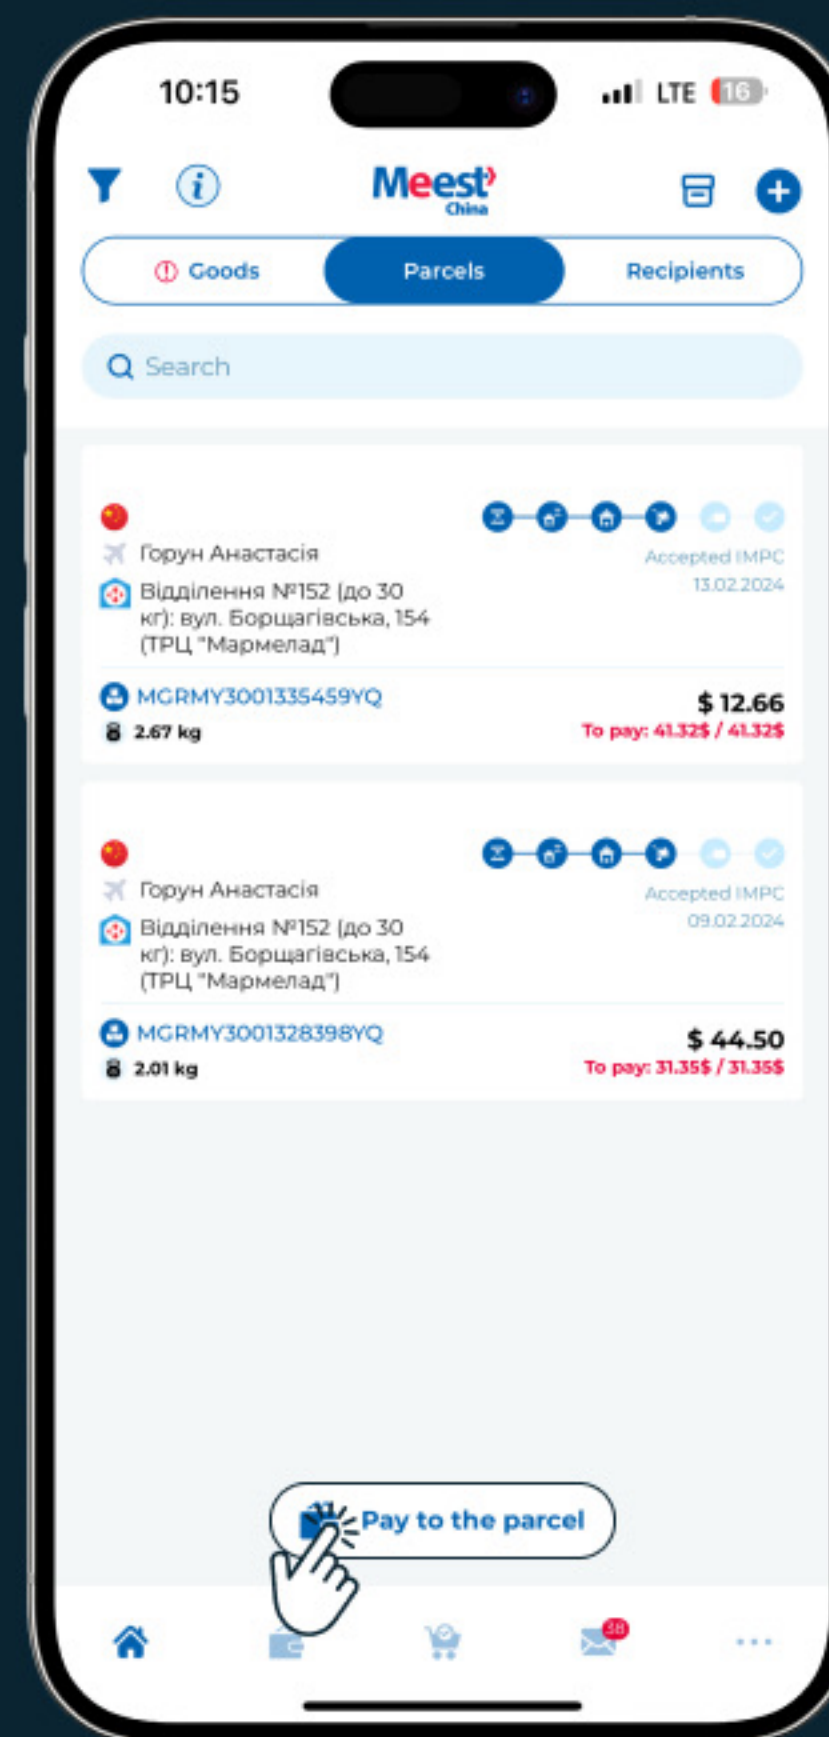 10:15
LTE 16
Meest
China
Goods
Parcels
Recipients
Search
Горун Анастасія
Accepted IMPC
13.02.2024
Відділення №152 (до 30
кг): вул. Борщагівська, 154
(ТРЦ "Мармелад")
MGRMY3001335459YQ
$ 12.66
2.67 kg
To pay: 41.32$ / 41.32$
Горун Анастасія
Accepted IMPC
09.02.2024
Відділення №152 (до 30
кг): вул. Борщагівська, 154
(ТРЦ "Мармелад")
MGRMY3001328398YQ
$ 44.50
2.01 kg
To pay: 31.35$ / 31.35$
Pay to the parcel
38